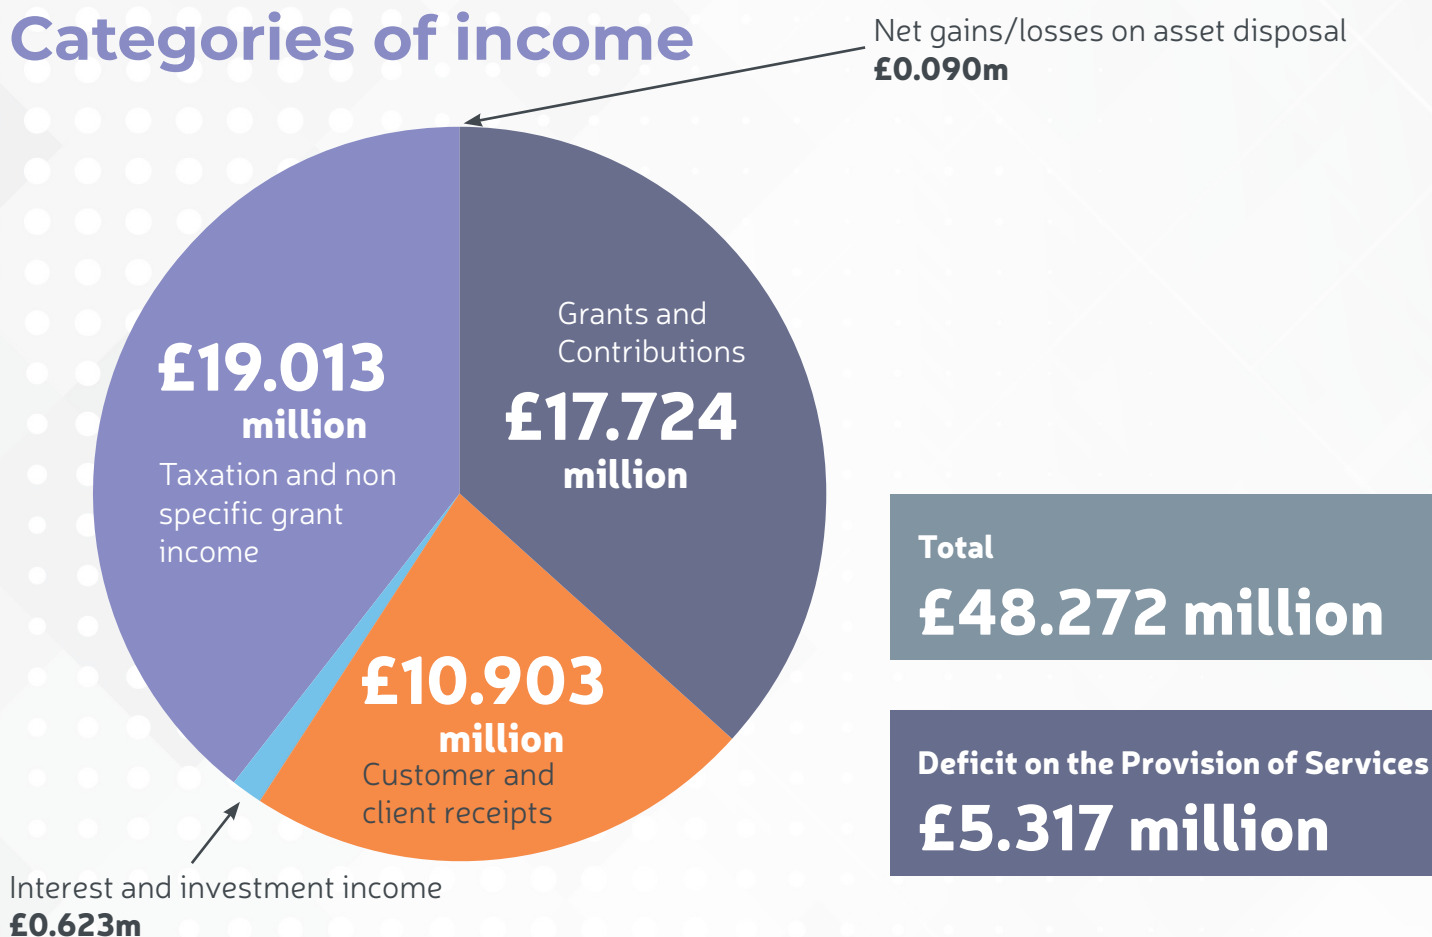 Categories of income
Net gains/losses on asset disposal
£0.090m
Grants and
Contributions
£17.724
million
£19.013
million
Taxation and non
specific grant
income
£10.903
million
Customer and
client receipts
Interest and investment income
£0.623m
Total
£48.272 million
Deficit on the Provision of Services
£5.317 million